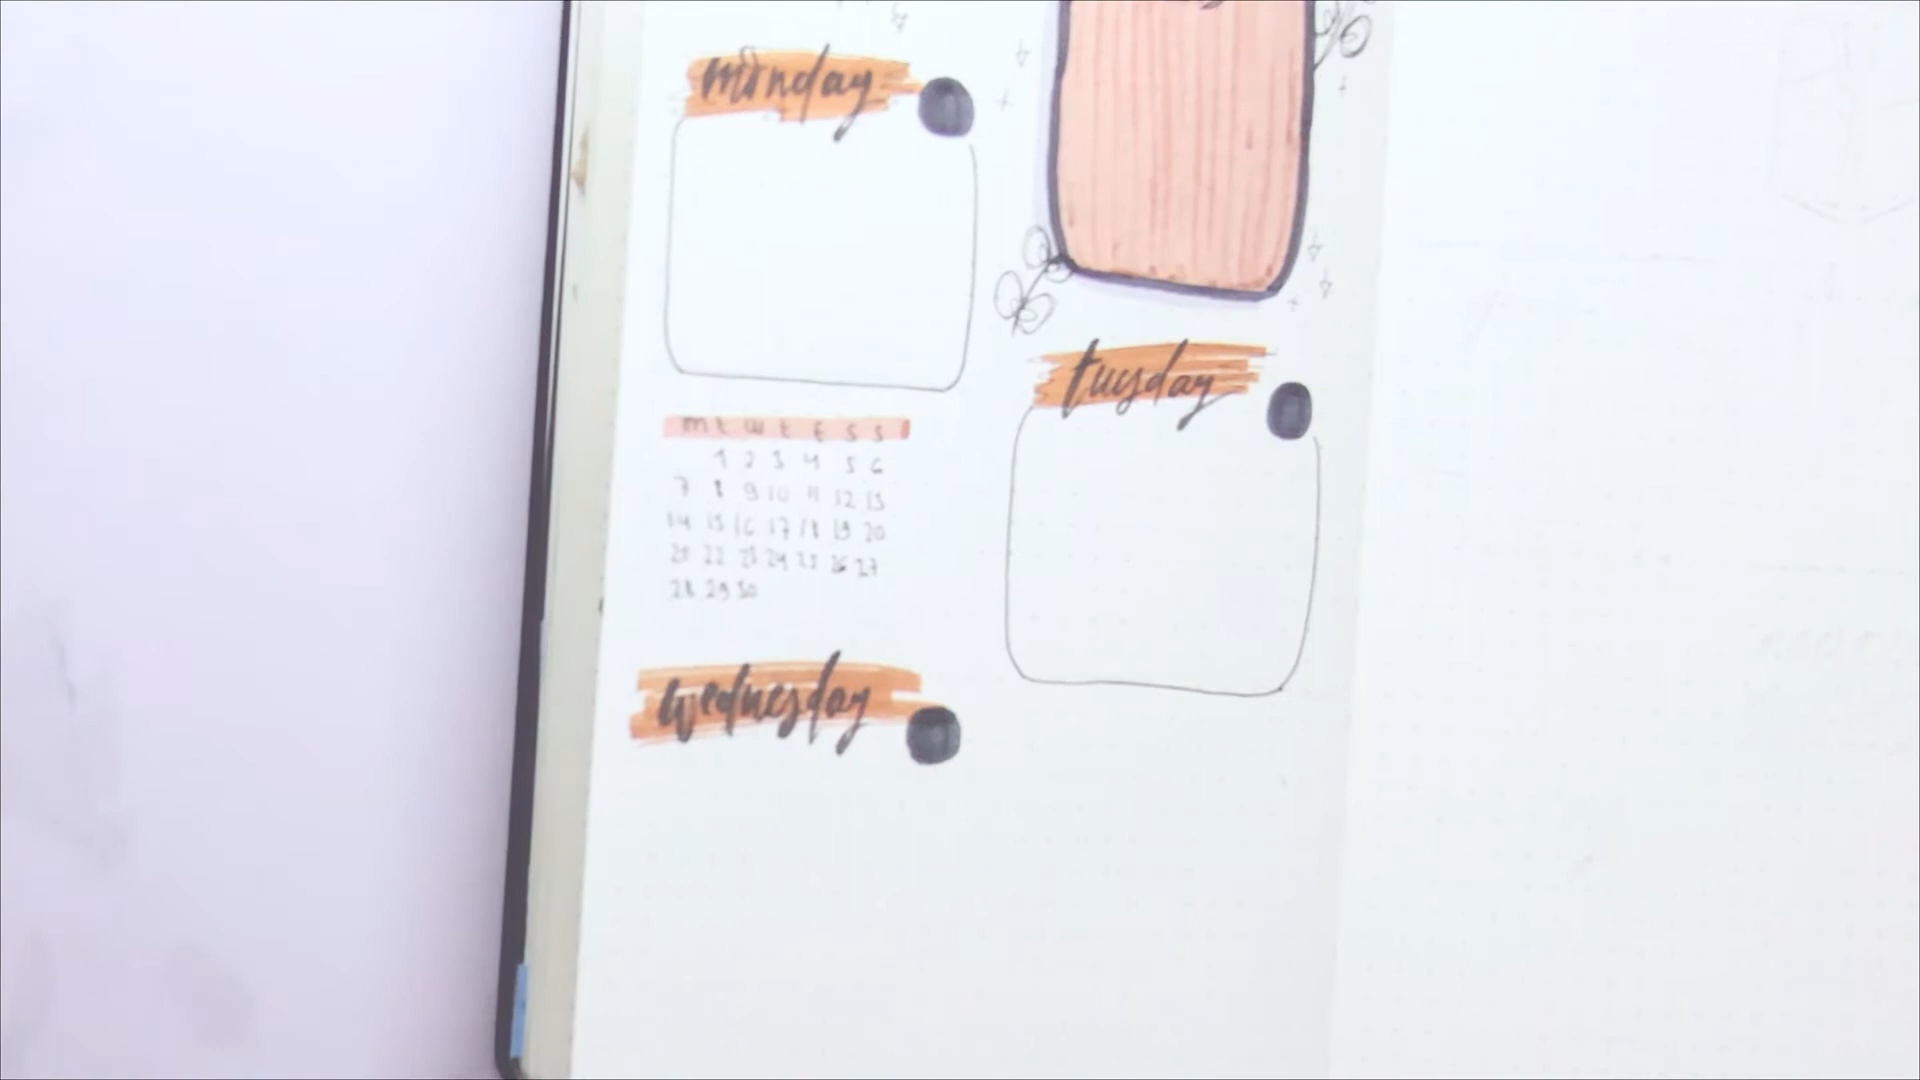 monday
m t w t f s s
1 2 3 4 5 6
7 8 9 10 11 12 13
14 15 16 17 18 19 20
21 22 23 24 25 26 27
28 29 30
tuesday
wednesday